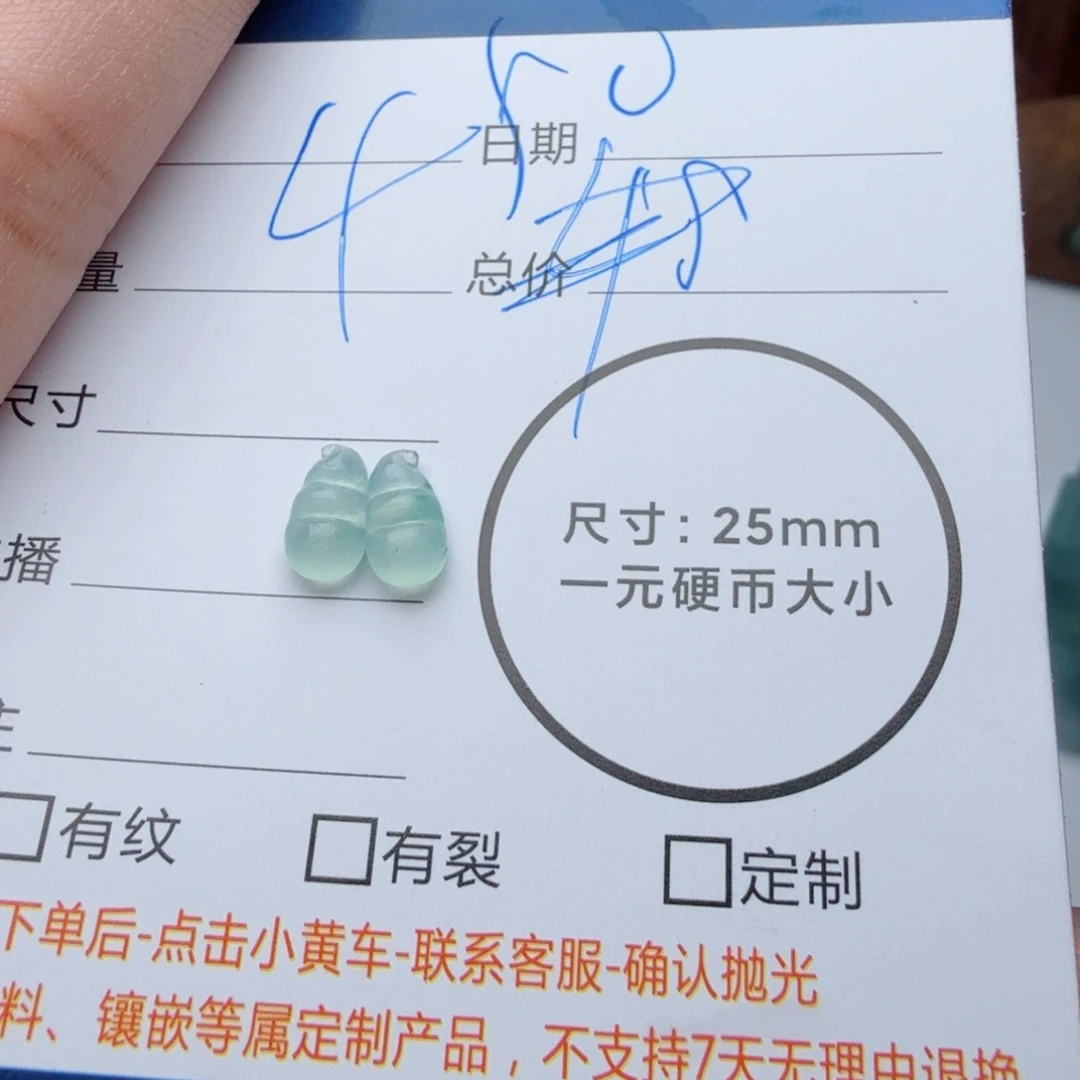 450
日期
量 总价
尺寸
尺寸: 25mm
一元硬币大小
播
主
有纹 有裂 定制
下单后-点击小黄车-联系客服-确认抛光
料、镶嵌等属定制产品，不支持7天无理由退换